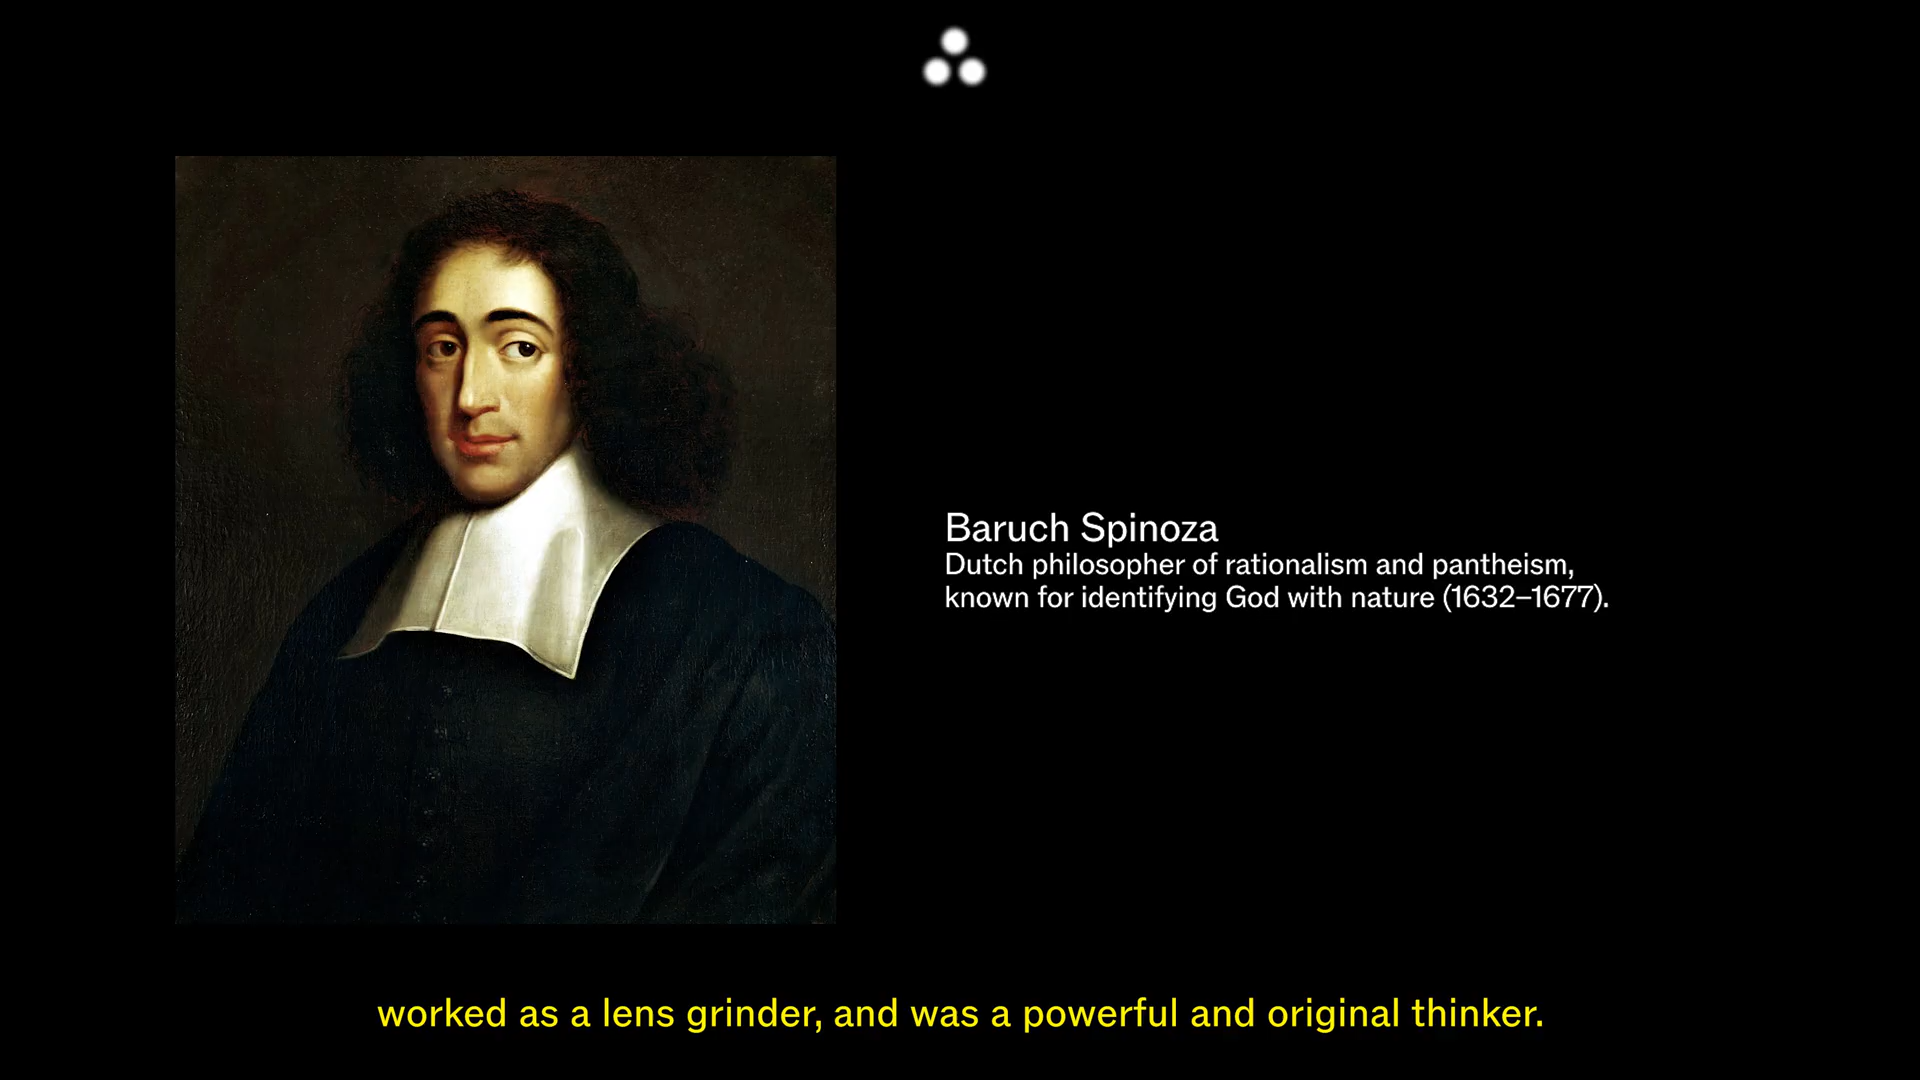 Baruch Spinoza
Dutch philosopher of rationalism and pantheism,
known for identifying God with nature (1632–1677).
worked as a lens grinder, and was a powerful and original thinker.